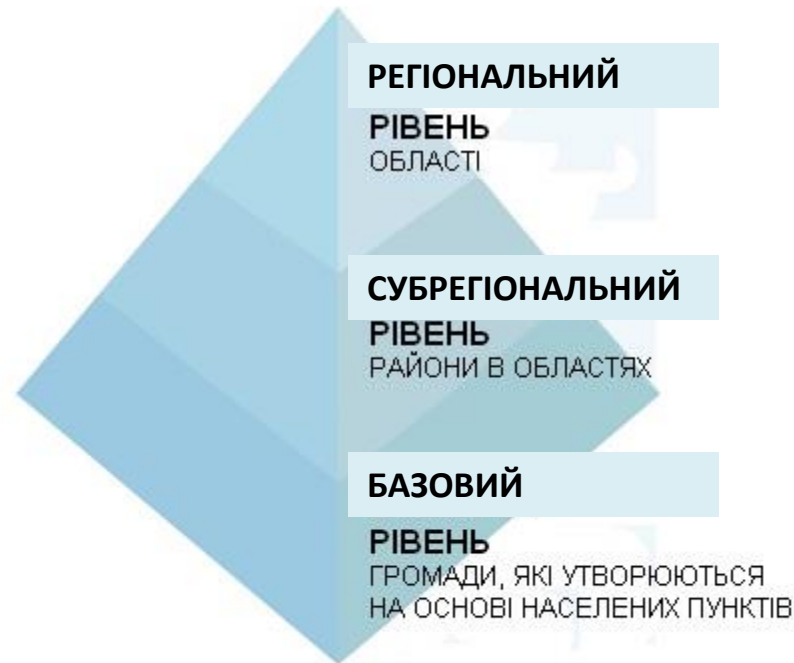 РЕГІОНАЛЬНИЙ
РІВЕНЬ
ОБЛАСТІ
СУБРЕГІОНАЛЬНИЙ
РІВЕНЬ
РАЙОНИ В ОБЛАСТЯХ
БАЗОВИЙ
РІВЕНЬ
ГРОМАДИ, ЯКІ УТВОРЮЮТЬСЯ
НА ОСНОВІ НАСЕЛЕНИХ ПУНКТІВ